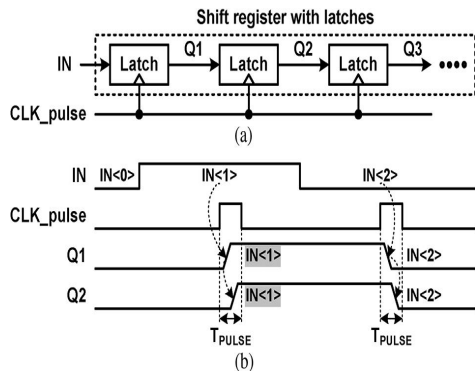 Shift register with latches
IN Latch Q1 Latch Q2 Latch Q3
CLK_pulse
(a)
IN IN<0> IN<1> IN<2>
CLK_pulse
Q1 IN<1> IN<2>
Q2 IN<1> IN<2>
TPULSE TPULSE
(b)